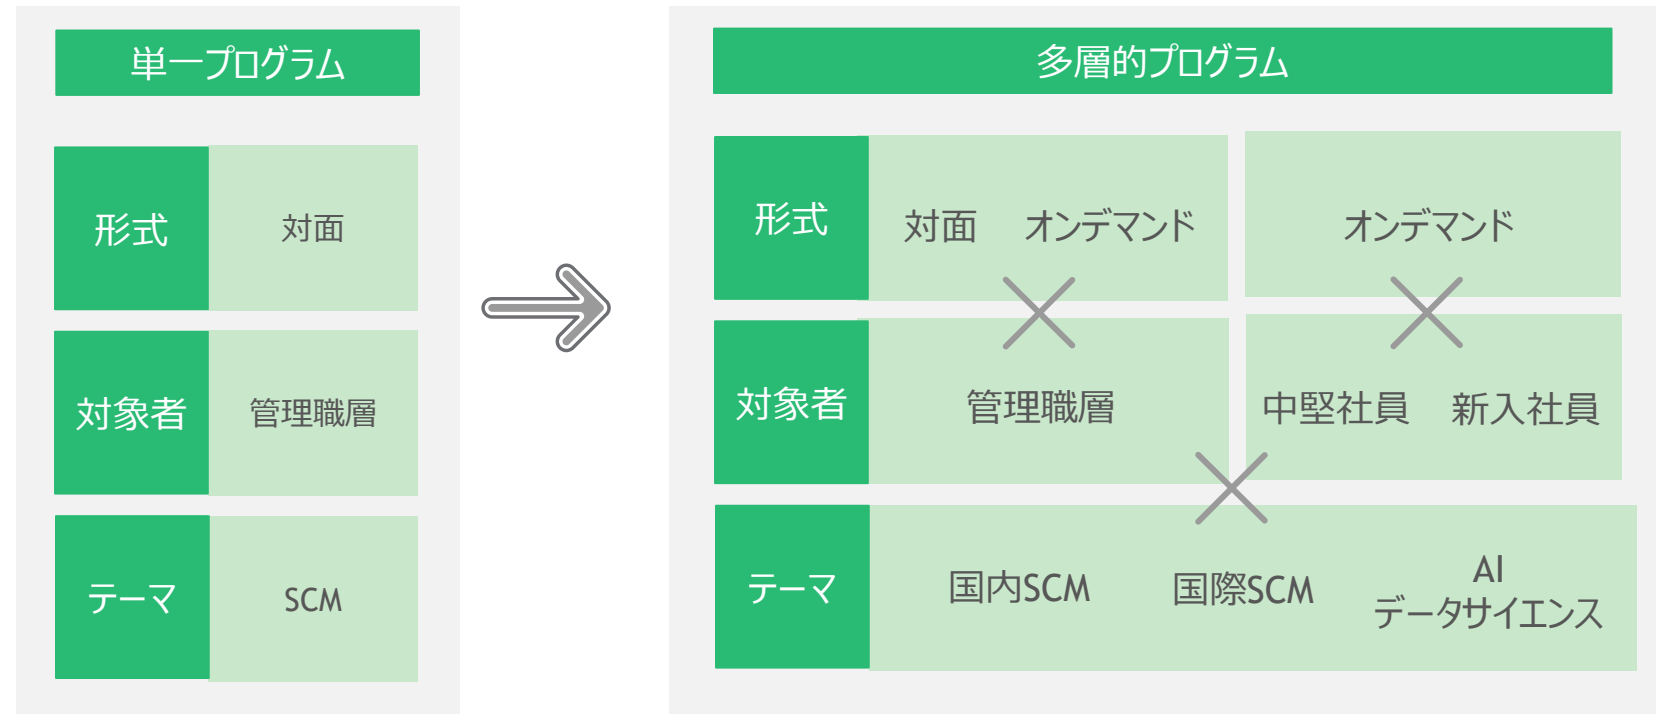 単一プログラム
形式
対面
対象者
管理職層
テーマ
SCM
多層的プログラム
形式
対面 オンデマンド
オンデマンド
対象者
管理職層
中堅社員 新入社員
テーマ
国内SCM
国際SCM
AI
データサイエンス